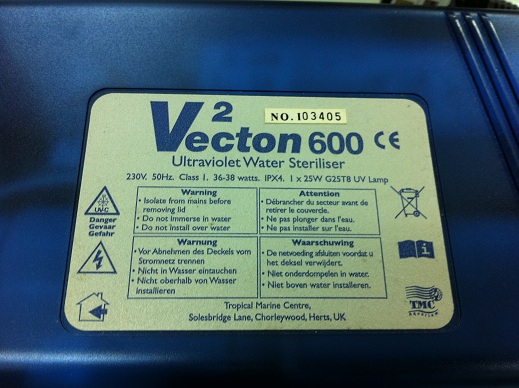 V2
Vecton 600 CE
NO. 103405
Ultraviolet Water Steriliser
230V. 50Hz. Class 1. 36-38 watts. IPX4. 1 x 25W G25T8 UV Lamp
UV-C
Danger
Gevaar
Gefahr
Warning
• Isolate from mains before
removing lid
• Do not immerse in water
• Do not install over water
Attention
• Débrancher du secteur avant de
retirer le couvercle.
• Ne pas plonger dans l'eau.
• Ne pas installer sur l'eau.
Warnung
• Vor Abnehmen des Deckels vom
Stromnetz trennen
• Nicht in Wasser eintauchen
• Nicht oberhalb von Wasser
installieren
Waarschuwing
• De netvoeding afsluiten voordat u
het deksel verwijdert.
• Niet onderdompelen in water.
• Niet boven water installeren.
i
TMC
Tropical Marine Centre,
Solesbridge Lane, Chorleywood, Herts, UK